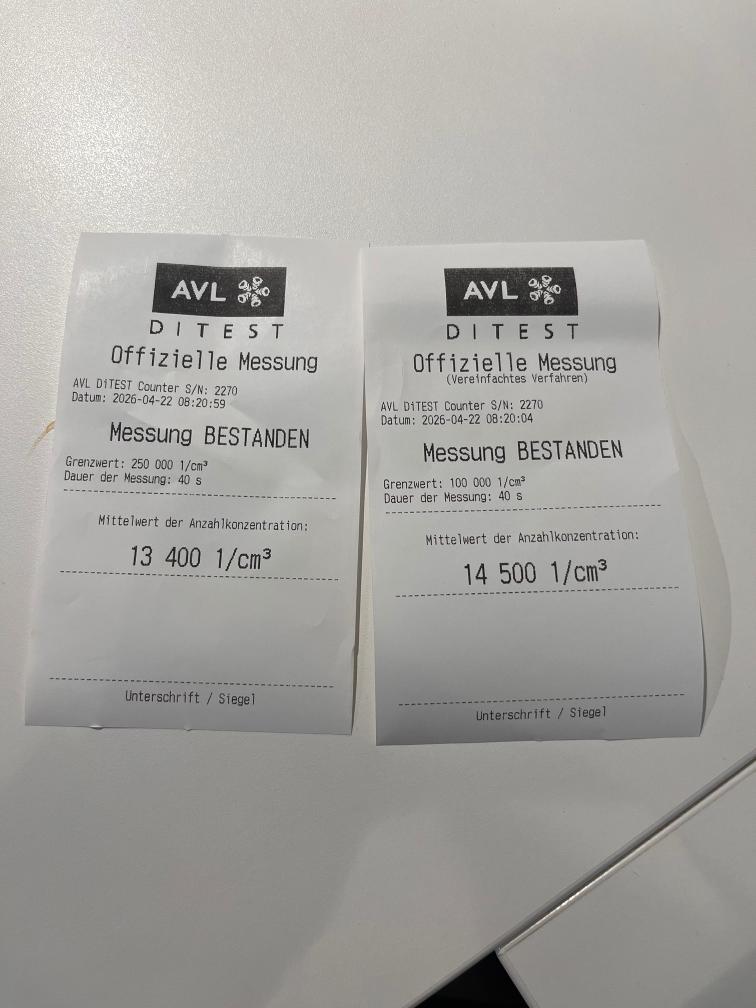 AVL
DITEST
Offizielle Messung
AVL DiTEST Counter S/N: 2270
Datum: 2026-04-22 08:20:59
Messung BESTANDEN
Grenzwert: 250 000 1/cm³
Dauer der Messung: 40 s
Mittelwert der Anzahlkonzentration:
13 400 1/cm³
Unterschrift / Siegel
AVL
DITEST
Offizielle Messung
(Vereinfachtes Verfahren)
AVL DiTEST Counter S/N: 2270
Datum: 2026-04-22 08:20:04
Messung BESTANDEN
Grenzwert: 100 000 1/cm³
Dauer der Messung: 40 s
Mittelwert der Anzahlkonzentration:
14 500 1/cm³
Unterschrift / Siegel